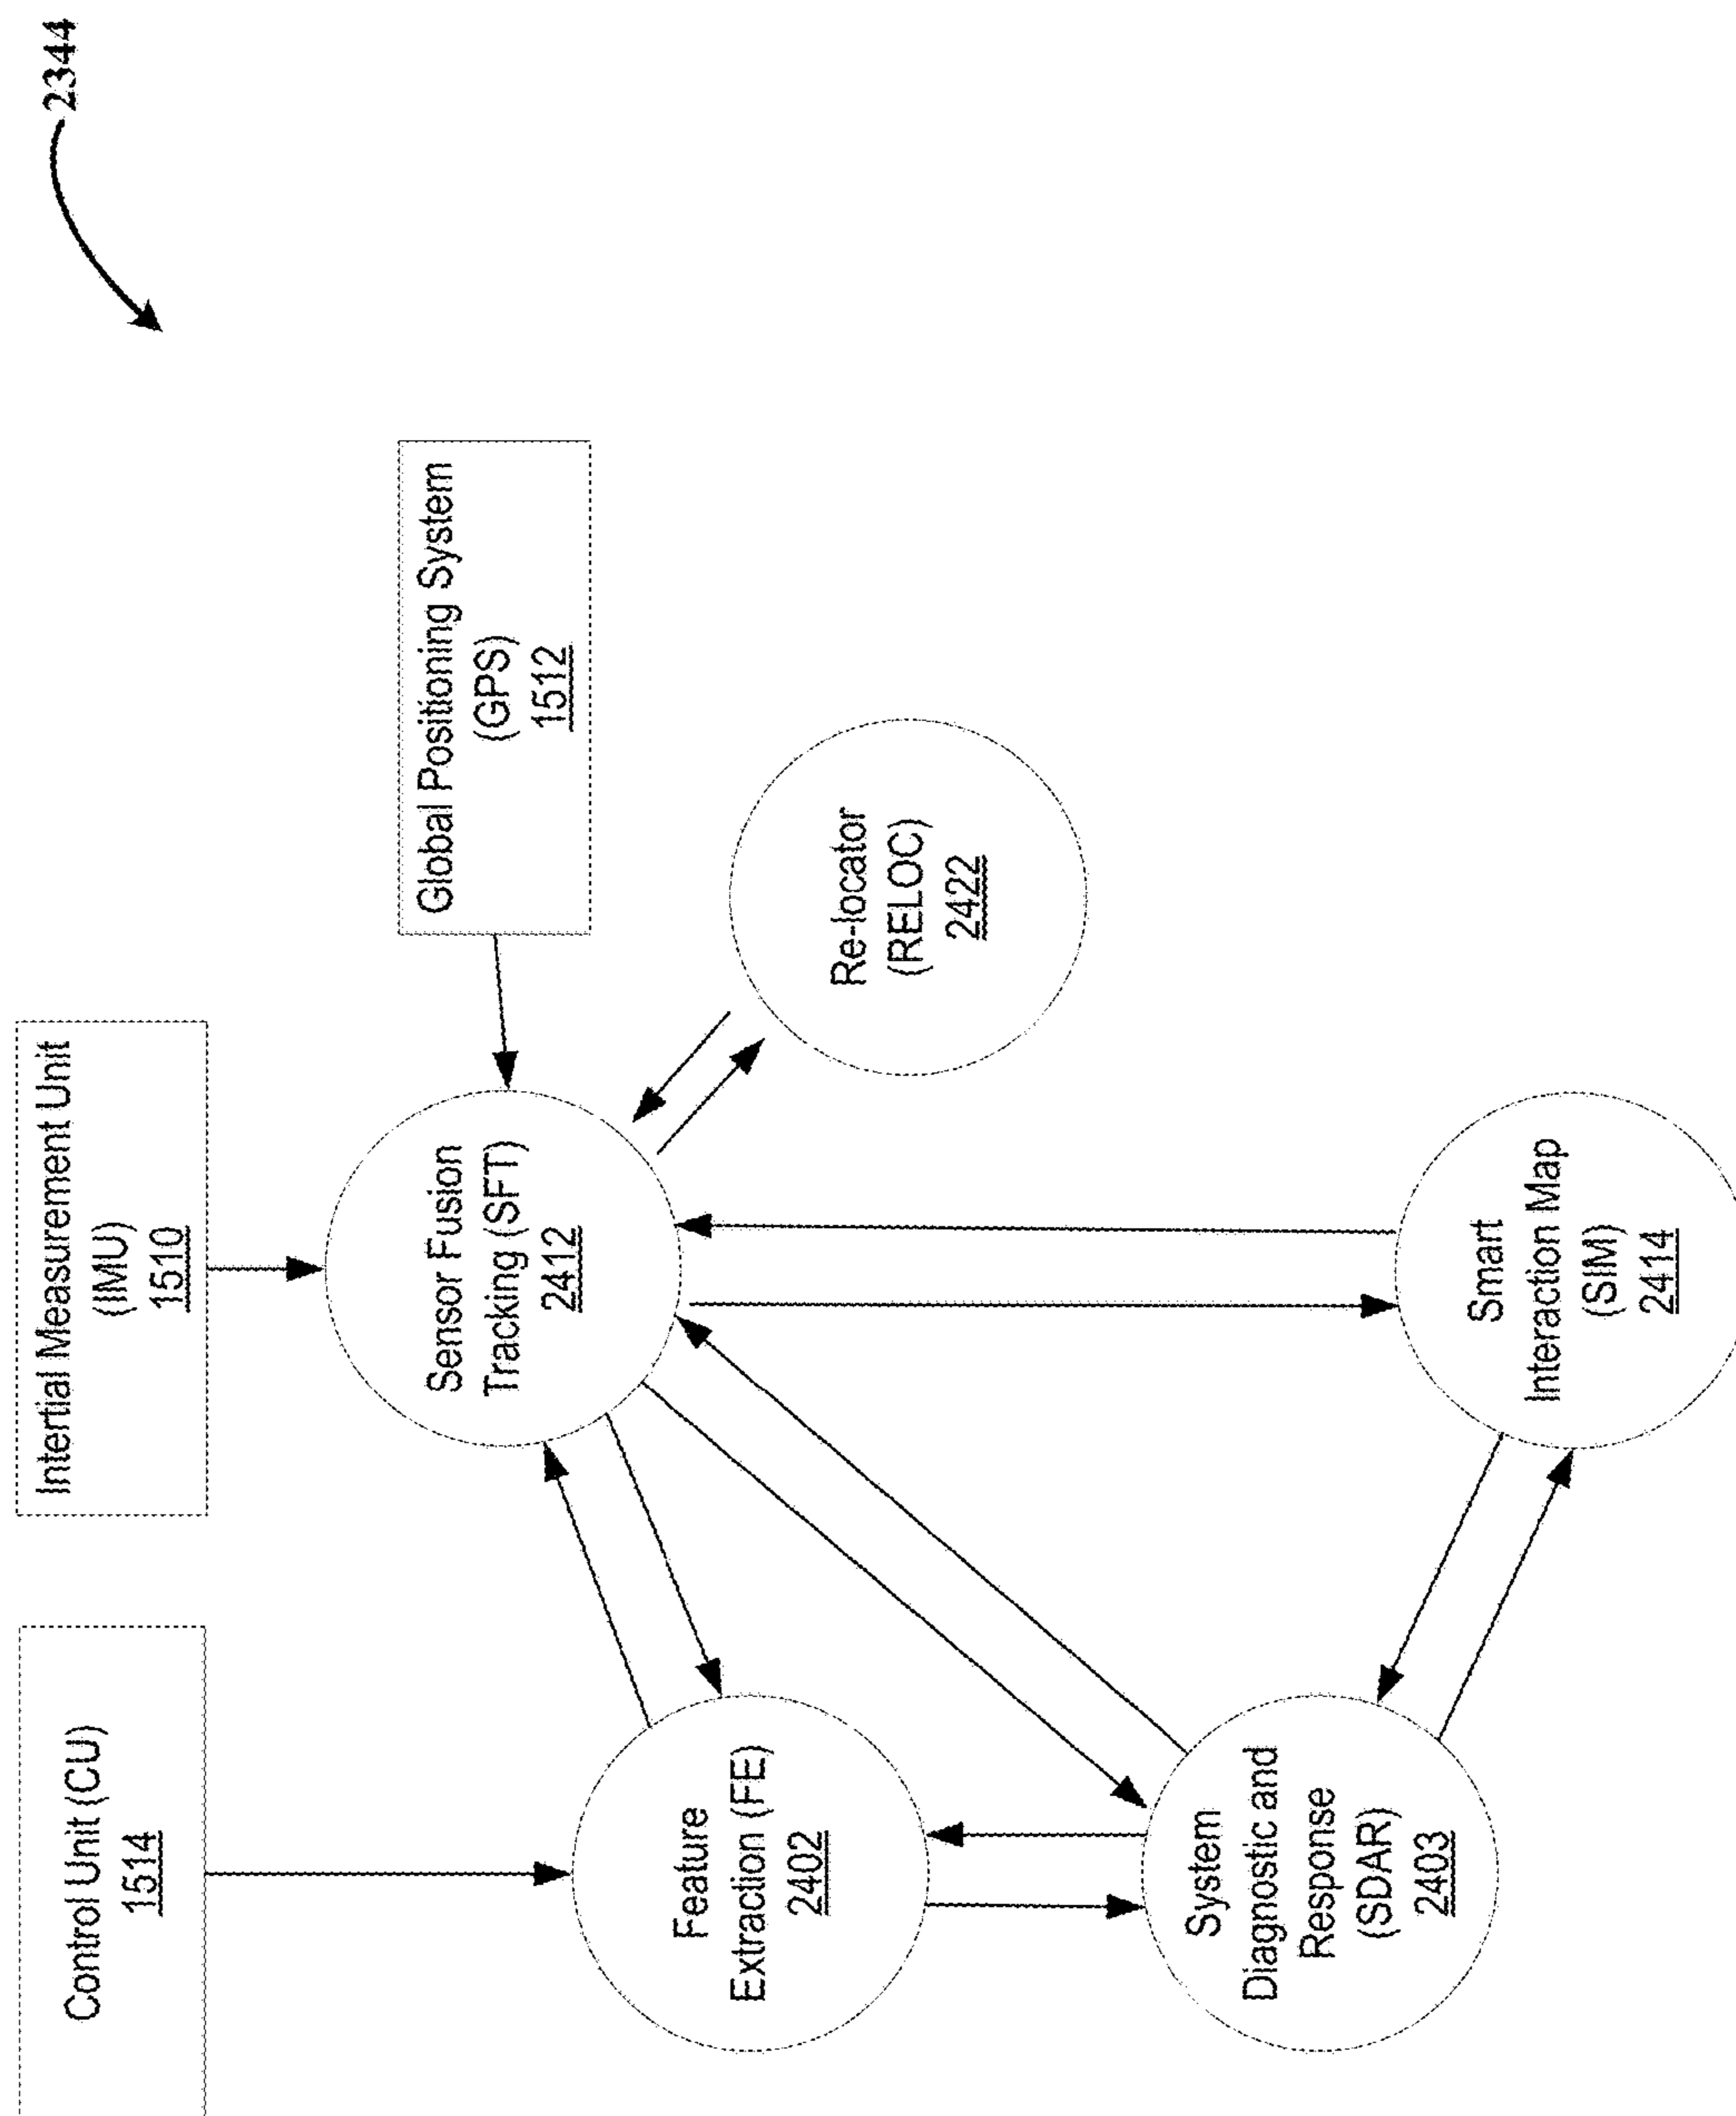 2344
Control Unit (CU)
1514
Intertial Measurement Unit
(IMU)
1510
Global Positioning System
(GPS)
1512
Feature
Extraction (FE)
2402
Sensor Fusion
Tracking (SFT)
2412
Re-locator
(RELOC)
2422
System
Diagnostic and
Response
(SDAR)
2403
Smart
Interaction Map
(SIM)
2414